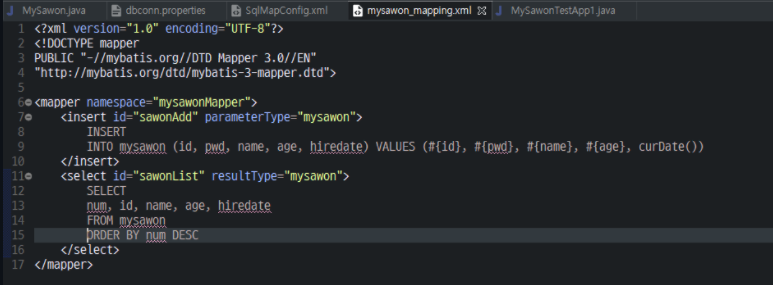 MySawon.java dbconn.properties SqlMapConfig.xml mysawon_mapping.xml MySawonTestApp1.java
1 <?xml version="1.0" encoding="UTF-8"?>
2 <!DOCTYPE mapper
3 PUBLIC "-//mybatis.org//DTD Mapper 3.0//EN"
4 "http://mybatis.org/dtd/mybatis-3-mapper.dtd">
5
6 <mapper namespace="mysawonMapper">
7 <insert id="sawonAdd" parameterType="mysawon">
8 INSERT
9 INTO mysawon (id, pwd, name, age, hiredate) VALUES (#{id}, #{pwd}, #{name}, #{age}, curDate())
10 </insert>
11 <select id="sawonList" resultType="mysawon">
12 SELECT
13 num, id, name, age, hiredate
14 FROM mysawon
15 ORDER BY num DESC
16 </select>
17 </mapper>